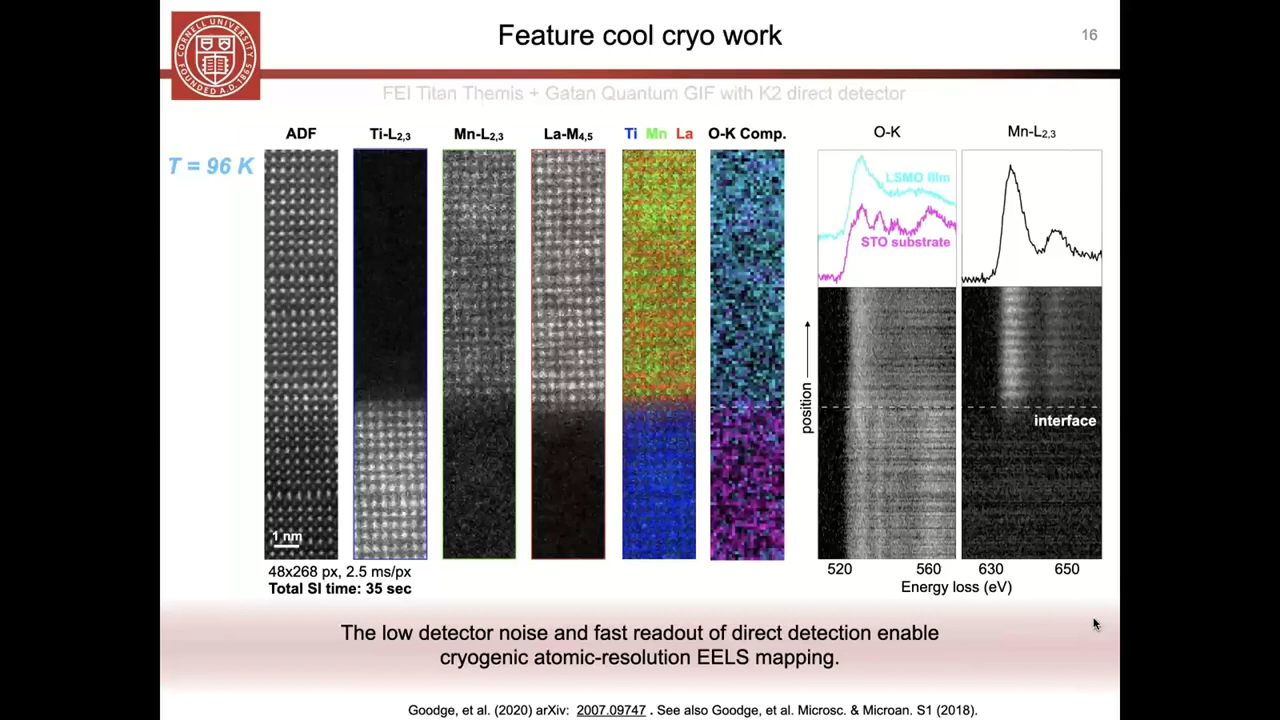 Feature cool cryo work
16
CORNELL UNIVERSITY
FOUNDED A.D. 1865
FEI Titan Themis + Gatan Quantum GIF with K2 direct detector
T = 96 K
ADF
Ti-L2,3
Mn-L2,3
La-M4,5
Ti Mn La
O-K Comp.
O-K
Mn-L2,3
LSMO film
STO substrate
position
interface
1 nm
520 560 630 650
Energy loss (eV)
48x268 px, 2.5 ms/px
Total SI time: 35 sec
The low detector noise and fast readout of direct detection enable
cryogenic atomic-resolution EELS mapping.
Goodge, et al. (2020) arXiv: 2007.09747 . See also Goodge, et al. Microsc. & Microan. S1 (2018).